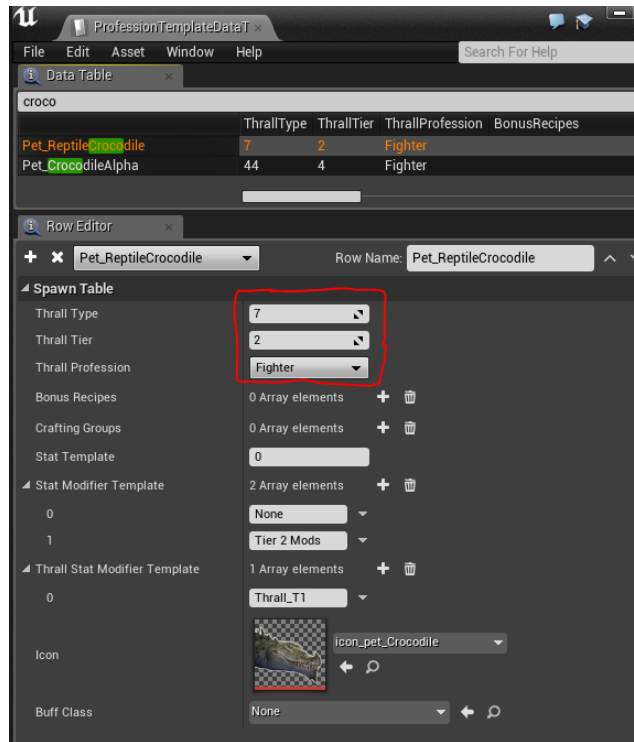 ProfessionTemplateDataT
File Edit Asset Window Help Search For Help
Data Table
croco
ThrallType ThrallTier ThrallProfession BonusRecipes
Pet_ReptileCrocodile 7 2 Fighter
Pet_CrocodileAlpha 44 4 Fighter
Row Editor
Pet_ReptileCrocodile Row Name: Pet_ReptileCrocodile
Spawn Table
Thrall Type 7
Thrall Tier 2
Thrall Profession Fighter
Bonus Recipes 0 Array elements
Crafting Groups 0 Array elements
Stat Template 0
Stat Modifier Template 2 Array elements
0 None
1 Tier 2 Mods
Thrall Stat Modifier Template 1 Array elements
0 Thrall_T1
Icon icon_pet_Crocodile
Buff Class None